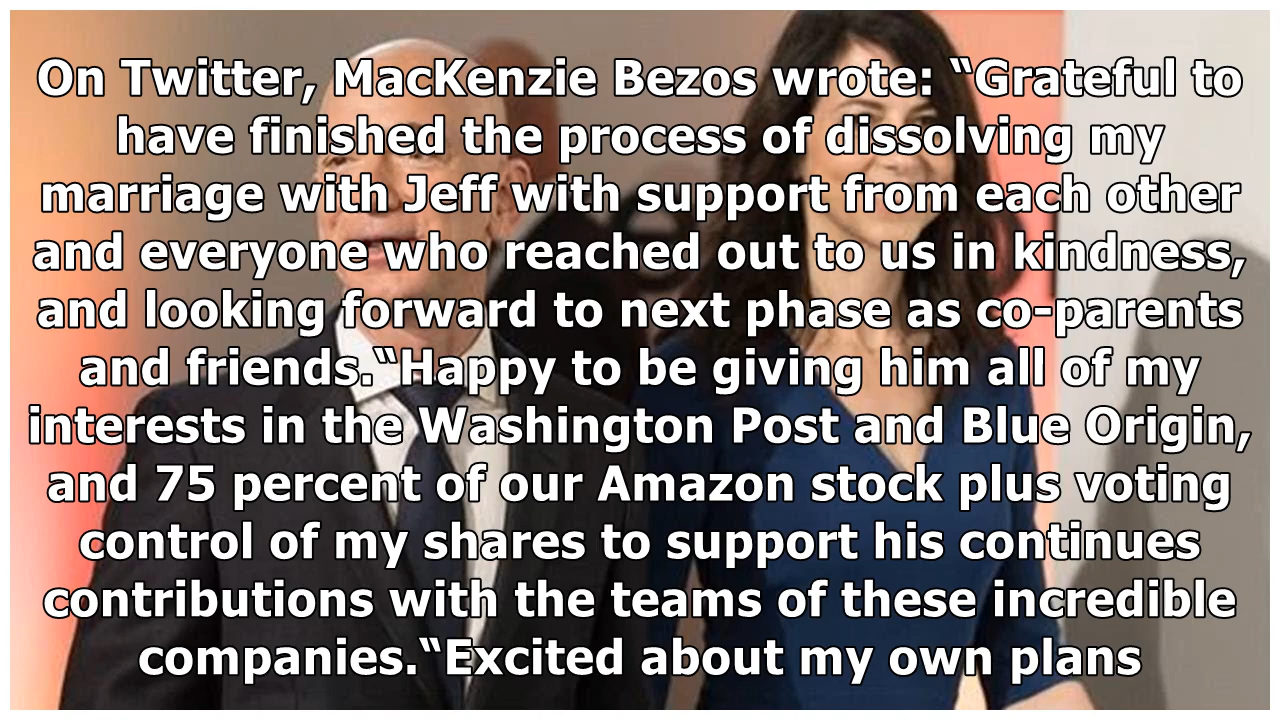 On Twitter, MacKenzie Bezos wrote: “Grateful to
have finished the process of dissolving my
marriage with Jeff with support from each other
and everyone who reached out to us in kindness,
and looking forward to next phase as co-parents
and friends.“Happy to be giving him all of my
interests in the Washington Post and Blue Origin,
and 75 percent of our Amazon stock plus voting
control of my shares to support his continues
contributions with the teams of these incredible
companies.“Excited about my own plans